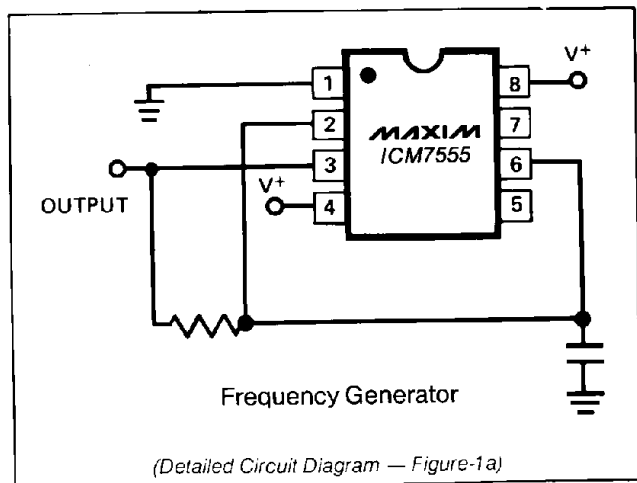 V+
1
8
2
7
MAXIM
ICM7555
3
6
OUTPUT
V+
4
5
Frequency Generator
(Detailed Circuit Diagram — Figure-1a)